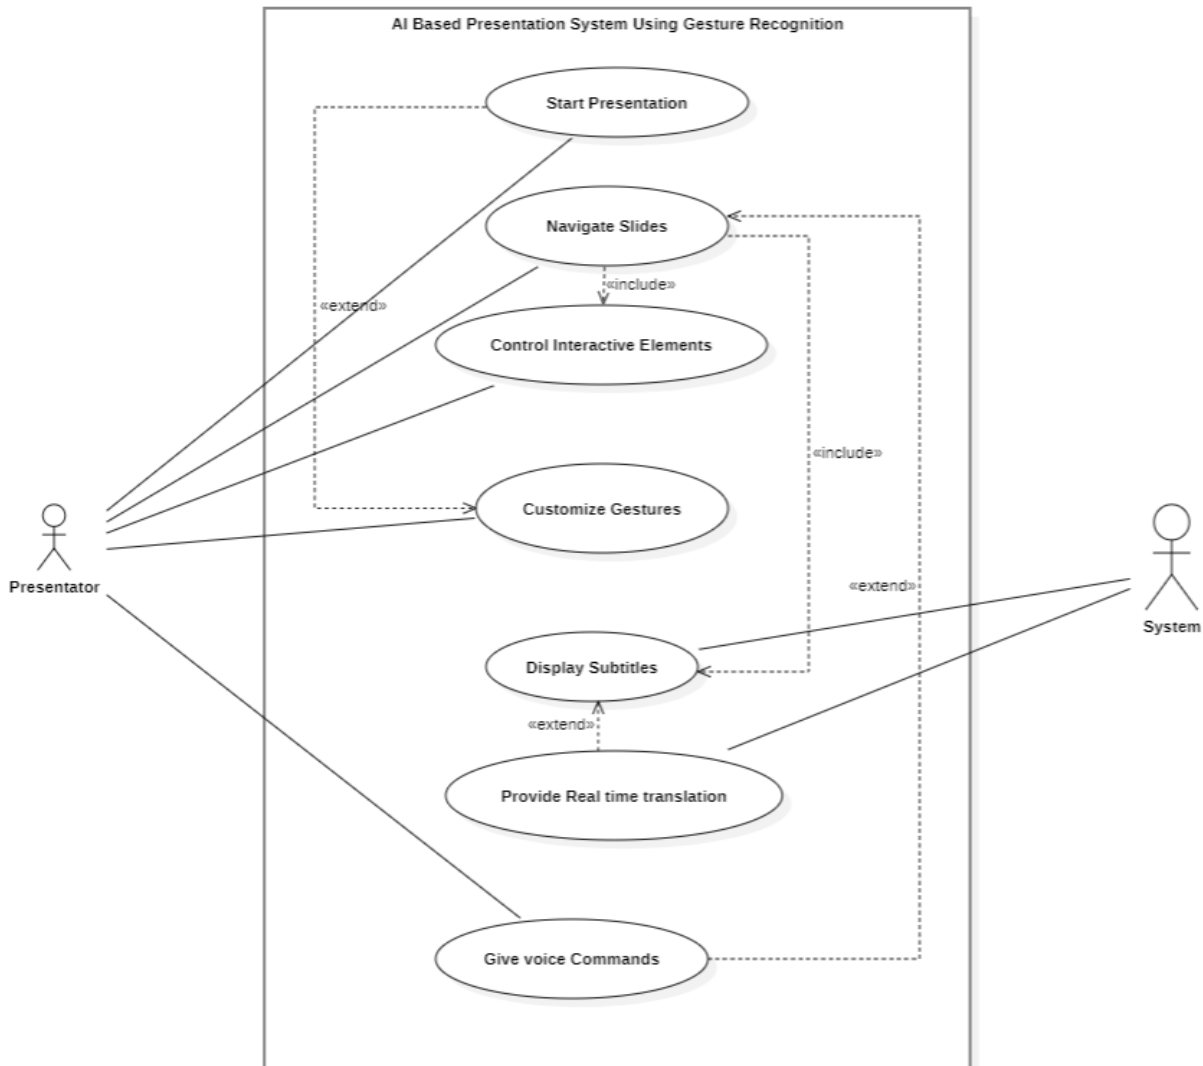 AI Based Presentation System Using Gesture Recognition
Start Presentation
Navigate Slides
«include»
«extend»
Control Interactive Elements
«include»
Customize Gestures
Presentator
«extend»
System
Display Subtitles
«extend»
Provide Real time translation
Give voice Commands